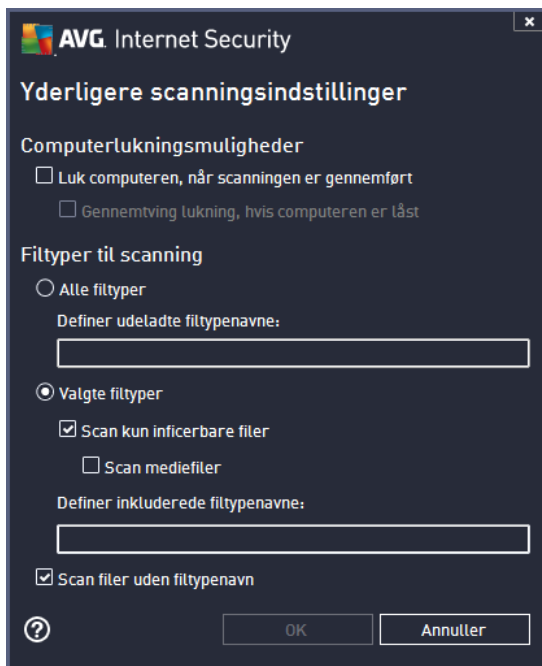 AVG. Internet Security
Yderligere scanningsindstillinger
Computerlukningsmuligheder
Luk computeren, når scanningen er gennemført
Gennemtving lukning, hvis computeren er låst
Filtyper til scanning
Alle filtyper
Definer udeladte filtypenavne:
Valgte filtyper
Scan kun inficerbare filer
Scan mediefiler
Definer inkluderede filtypenavne:
Scan filer uden filtypenavn
? OK Annuller